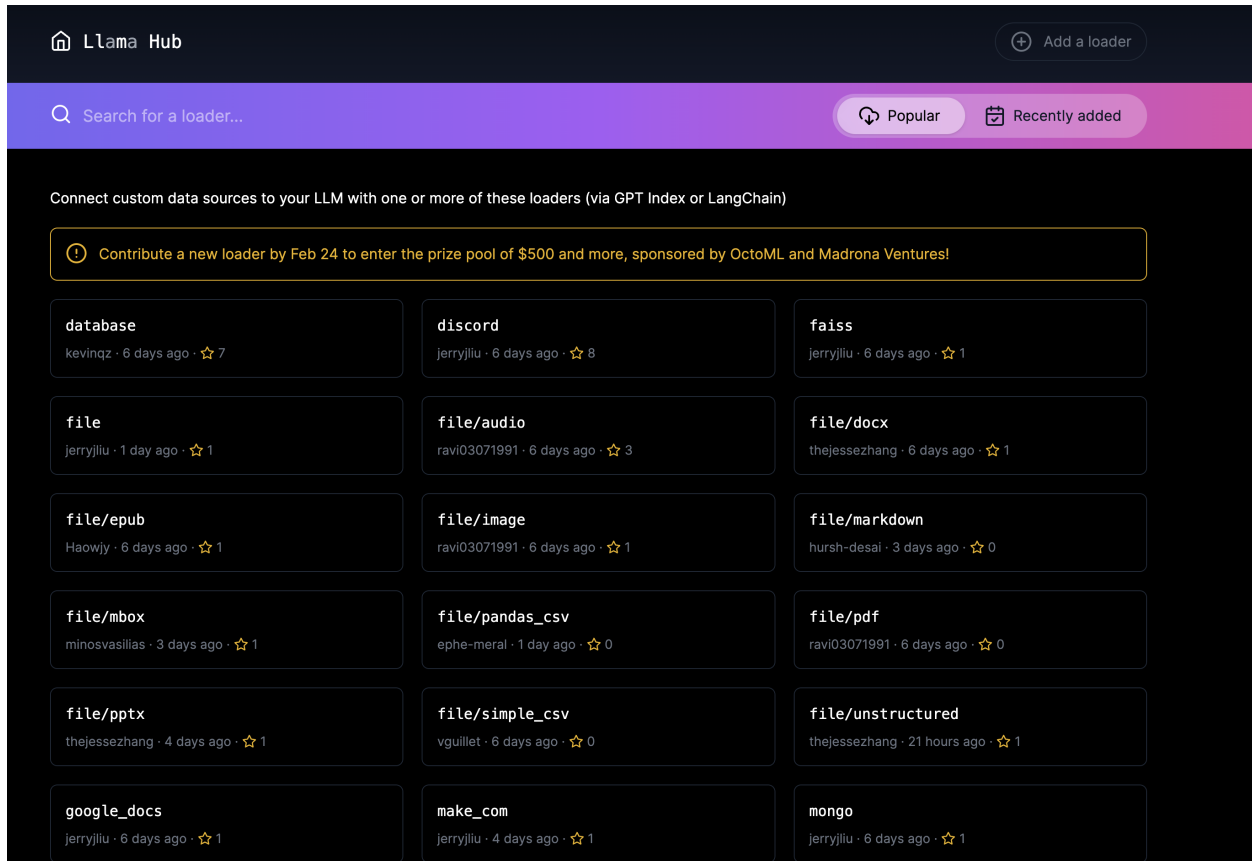 Llama Hub
Add a loader
Search for a loader...
Popular
Recently added
Connect custom data sources to your LLM with one or more of these loaders (via GPT Index or LangChain)
Contribute a new loader by Feb 24 to enter the prize pool of $500 and more, sponsored by OctoML and Madrona Ventures!
database
kevinqz · 6 days ago · 7
discord
jerryjliu · 6 days ago · 8
faiss
jerryjliu · 6 days ago · 1
file
jerryjliu · 1 day ago · 1
file/audio
ravi03071991 · 6 days ago · 3
file/docx
thejessezhang · 6 days ago · 1
file/epub
Haowjy · 6 days ago · 1
file/image
ravi03071991 · 6 days ago · 1
file/markdown
hursh-desai · 3 days ago · 0
file/mbox
minosvasilias · 3 days ago · 1
file/pandas_csv
ephe-meral · 1 day ago · 0
file/pdf
ravi03071991 · 6 days ago · 0
file/pptx
thejessezhang · 4 days ago · 1
file/simple_csv
vguillet · 6 days ago · 0
file/unstructured
thejessezhang · 21 hours ago · 1
google_docs
jerryjliu · 6 days ago · 1
make_com
jerryjliu · 4 days ago · 1
mongo
jerryjliu · 6 days ago · 1